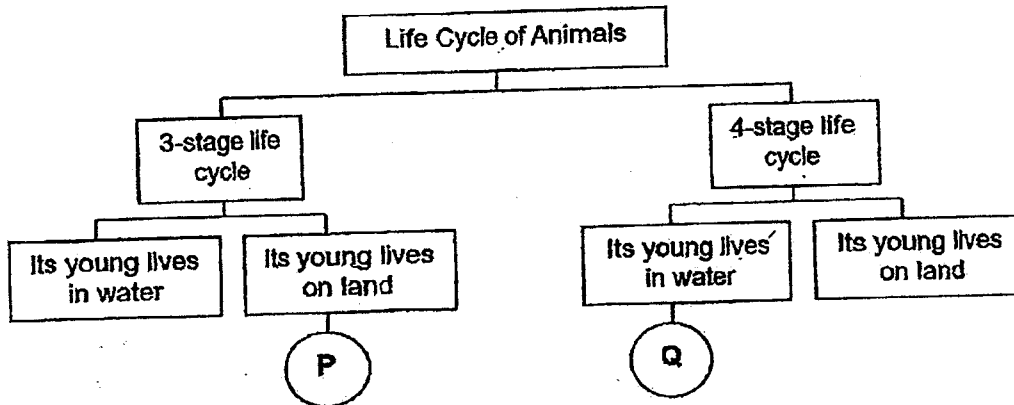 Life Cycle of Animals
3-stage life
cycle
4-stage life
cycle
Its young lives
in water
Its young lives
on land
Its young lives
in water
Its young lives
on land
P
Q